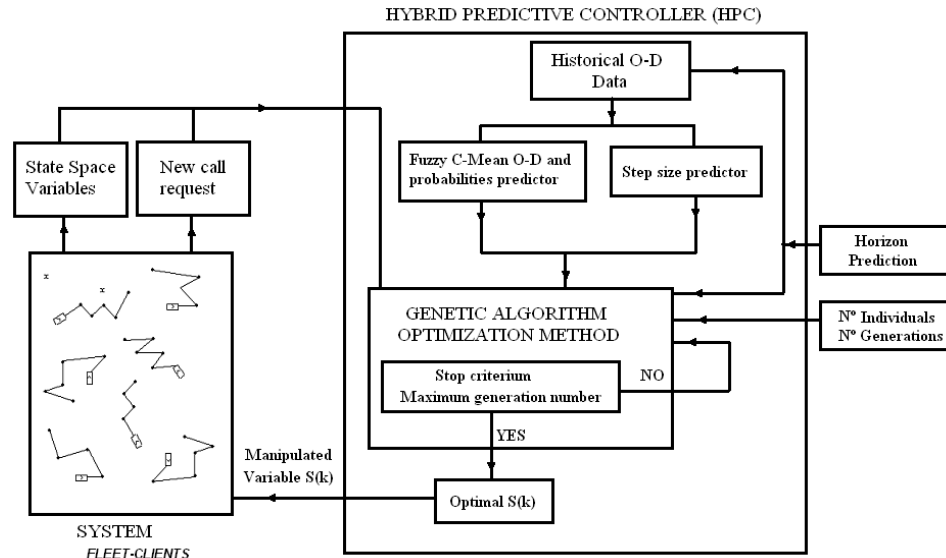 HYBRID PREDICTIVE CONTROLLER (HPC)
Historical O-D
Data
State Space
Variables
New call
request
Fuzzy C-Mean O-D and
probabilities predictor
Step size predictor
Horizon
Prediction
GENETIC ALGORITHM
OPTIMIZATION METHOD
Nº Individuals
Nº Generations
Stop criterium
Maximum generation number
NO
YES
Manipulated
Variable S(k)
Optimal S(k)
x
x
SYSTEM
FLEET-CLIENTS